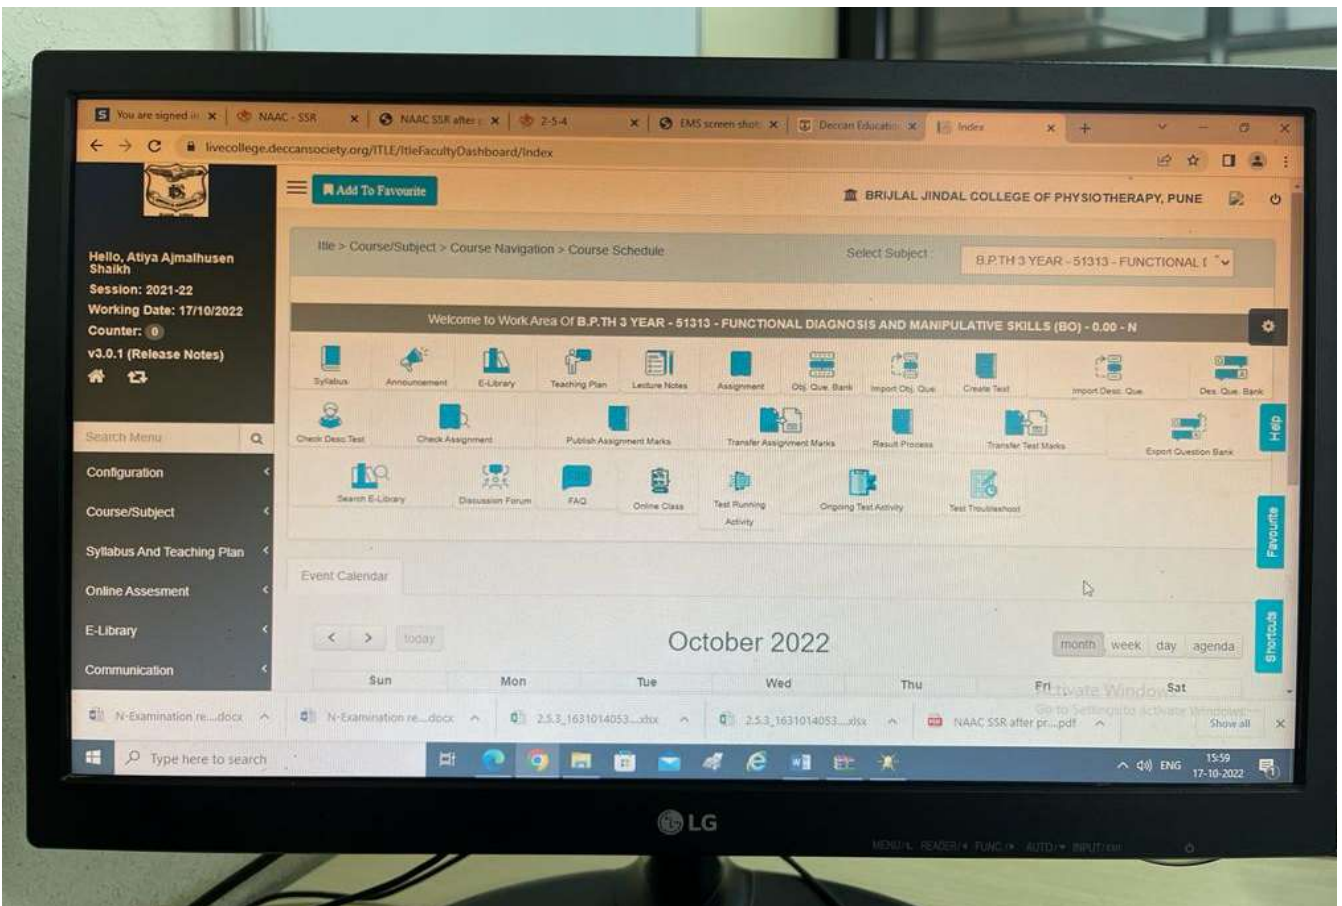 You are signed in
NAAC - SSR
NAAC SSR after
2-5-4
EMS screen shot
Deccan Educatio
Index
livecollege.deccansociety.org/ITLE/ItleFacultyDashboard/Index
Add To Favourite
BRIJLAL JINDAL COLLEGE OF PHYSIOTHERAPY, PUNE
Hello, Atiya Ajmalhusen
Shaikh
Session: 2021-22
Working Date: 17/10/2022
Counter: 0
v3.0.1 (Release Notes)
Itle > Course/Subject > Course Navigation > Course Schedule
Select Subject :
B.P.TH 3 YEAR - 51313 - FUNCTIONAL
Welcome to Work Area Of B.P.TH 3 YEAR - 51313 - FUNCTIONAL DIAGNOSIS AND MANIPULATIVE SKILLS (BO) - 0.00 - N
Syllabus
Announcement
E-Library
Teaching Plan
Lecture Notes
Assignment
Obj. Que. Bank
Import Obj. Que.
Create Test
Import Desc. Que.
Des. Que. Bank
Check Desc Test
Check Assignment
Publish Assignment Marks
Transfer Assignment Marks
Result Process
Transfer Test Marks
Export Question Bank
Search E-Library
Discussion Forum
FAQ
Online Class
Test Running
Activity
Ongoing Test Activity
Test Troubleshoot
Help
Favourite
Shortcuts
Search Menu
Configuration
Course/Subject
Syllabus And Teaching Plan
Online Assesment
E-Library
Communication
Event Calendar
today
October 2022
month week day agenda
Sun Mon Tue Wed Thu Fri Sat
Activate Windows
Go to Settings to activate Windows.
N-Examination re....docx
N-Examination re....docx
2.5.3_1631014053....xlsx
2.5.3_1631014053....xlsx
NAAC SSR after pr....pdf
Show all
Type here to search
ENG
15:59
17-10-2022
LG
MENU/ READER/ FUNC./ AUTO/ INPUT/